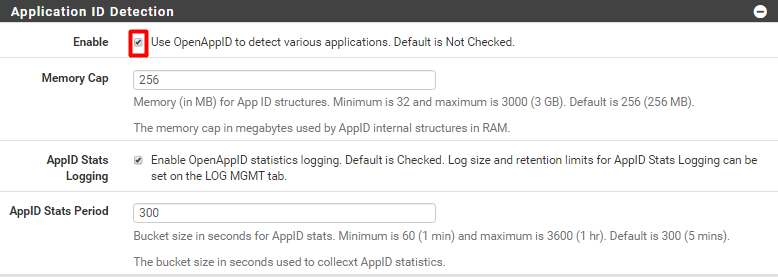 Application ID Detection
Enable Use OpenAppID to detect various applications. Default is Not Checked.
Memory Cap 256
Memory (in MB) for App ID structures. Minimum is 32 and maximum is 3000 (3 GB). Default is 256 (256 MB).
The memory cap in megabytes used by AppID internal structures in RAM.
AppID Stats Enable OpenAppID statistics logging. Default is Checked. Log size and retention limits for AppID Stats Logging can be
Logging set on the LOG MGMT tab.
AppID Stats Period 300
Bucket size in seconds for AppID stats. Minimum is 60 (1 min) and maximum is 3600 (1 hr). Default is 300 (5 mins).
The bucket size in seconds used to collecxt AppID statistics.